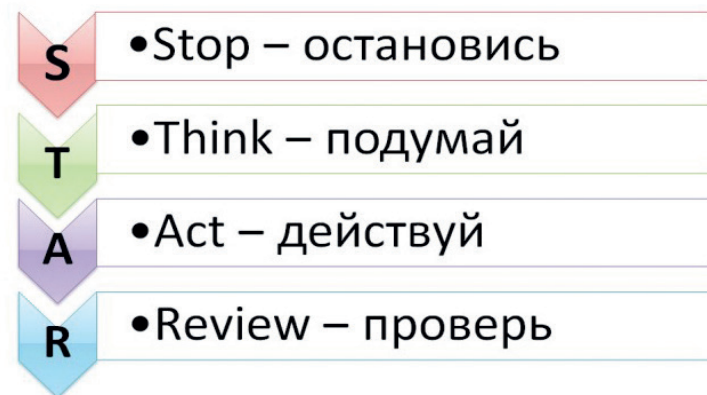 S •Stop – остановись
T •Think – подумай
A •Act – действуй
R •Review – проверь